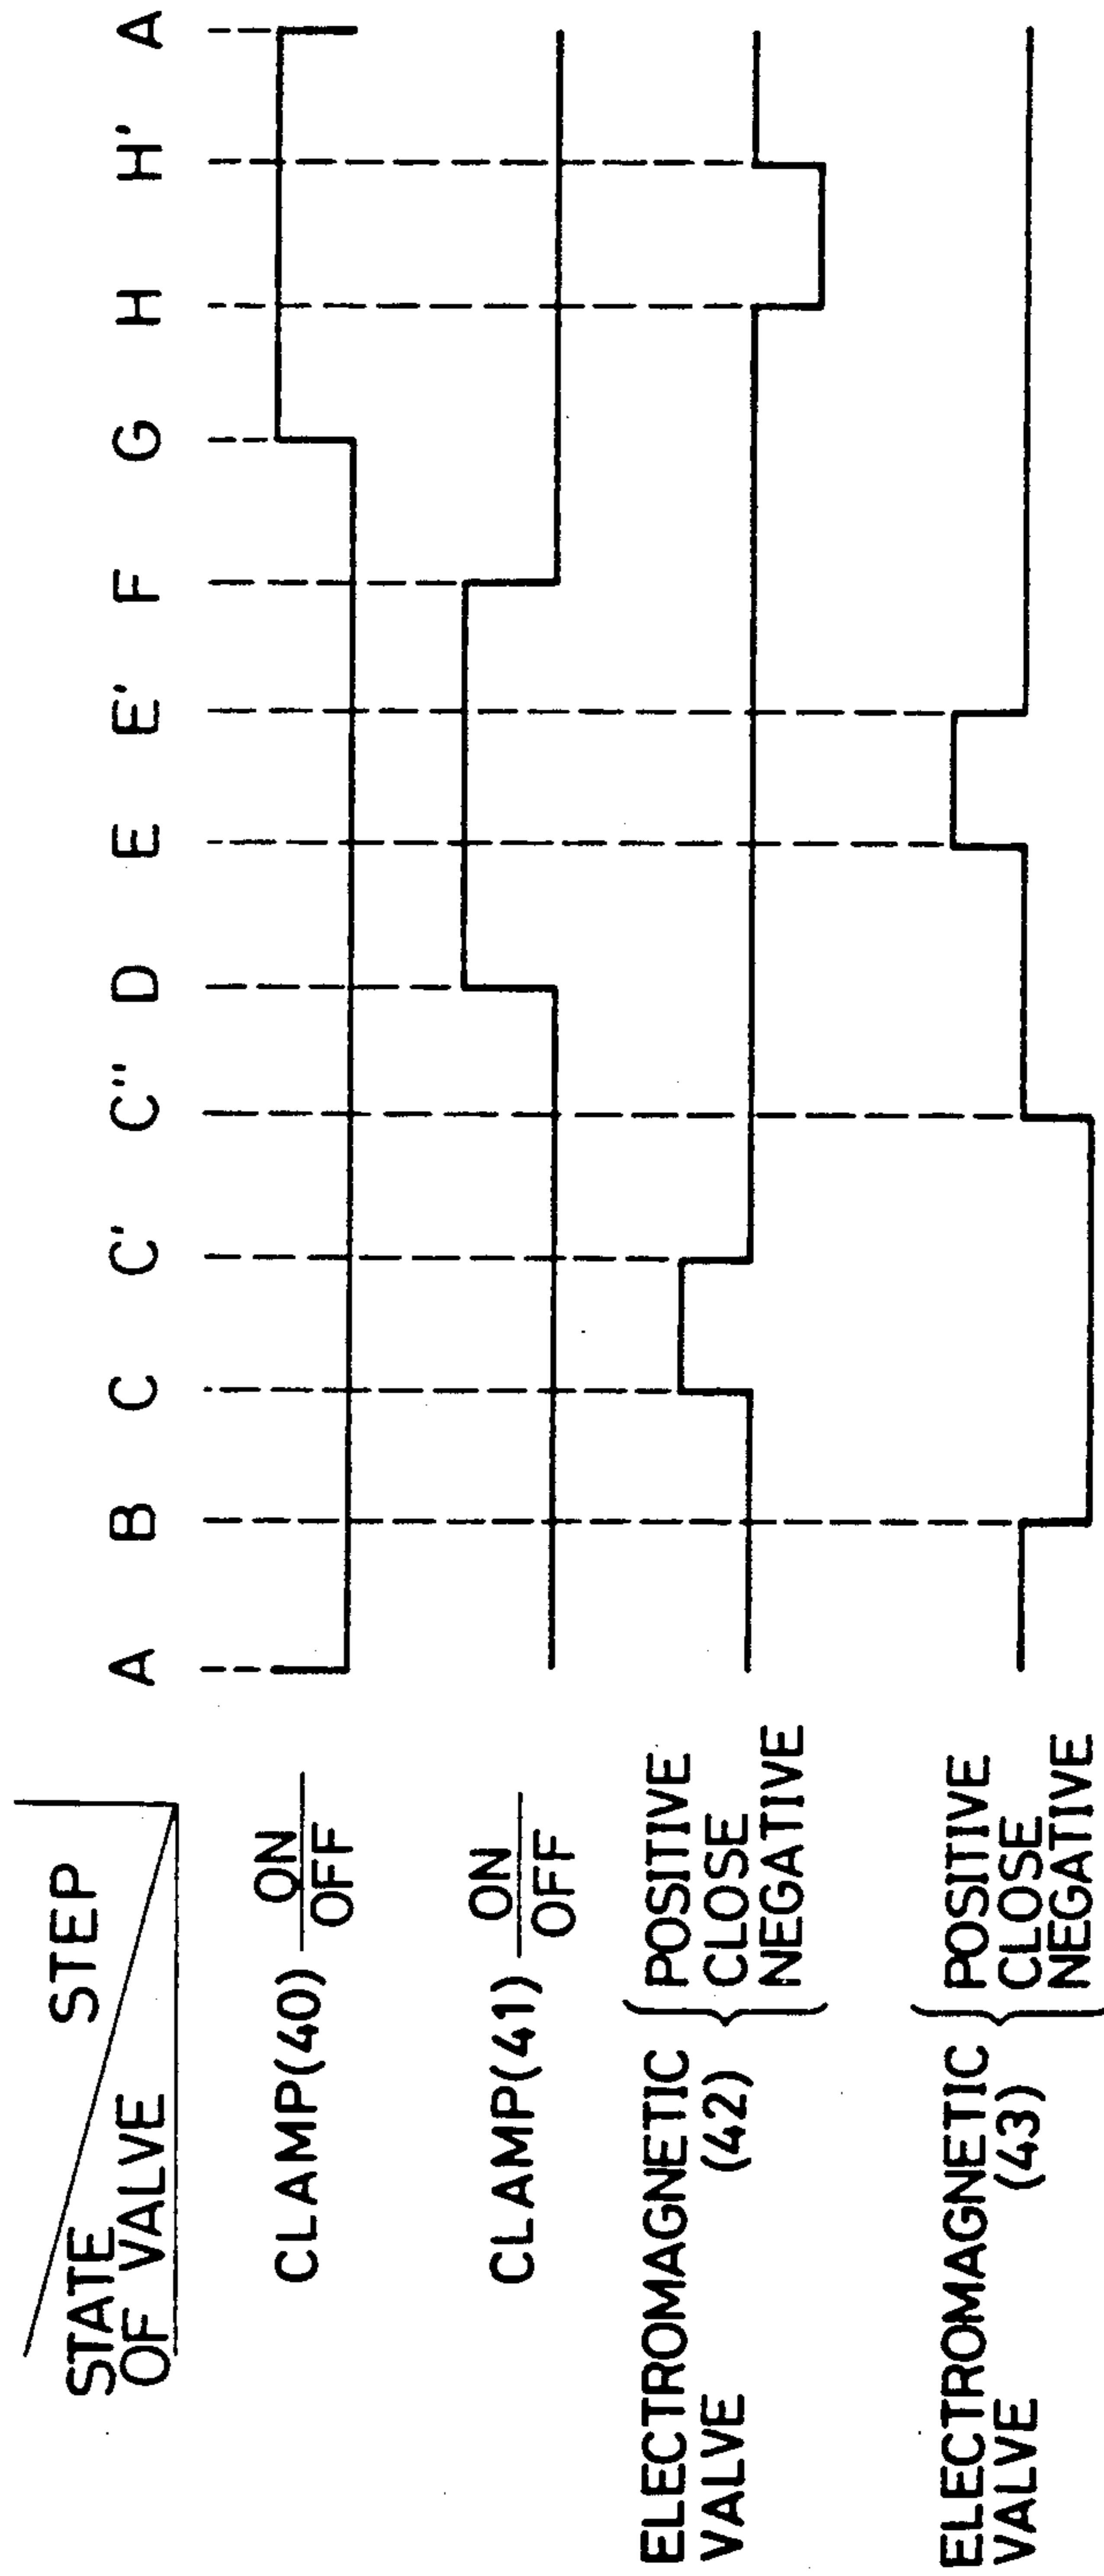 STEP
STATE
OF VALVE
A B C C' C'' D E E' F G H H' A
CLAMP(40) ON
OFF
CLAMP(41) ON
OFF
ELECTROMAGNETIC
VALVE (42)
POSITIVE
CLOSE
NEGATIVE
ELECTROMAGNETIC
VALVE (43)
POSITIVE
CLOSE
NEGATIVE